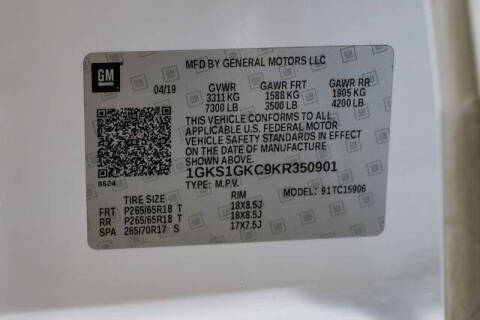 GM
MFD BY GENERAL MOTORS LLC
04/19
GVWR GAWR FRT GAWR RR
3311 KG 1588 KG 1905 KG
7300 LB 3500 LB 4200 LB
THIS VEHICLE CONFORMS TO ALL
APPLICABLE U.S. FEDERAL MOTOR
VEHICLE SAFETY STANDARDS IN EFFECT
ON THE DATE OF MANUFACTURE
SHOWN ABOVE.
1GKS1GKC9KR350901
8624
TYPE: M.P.V. MODEL: 91TC15906
TIRE SIZE RIM
FRT P265/65R18 T 18X8.5J
RR P265/65R18 T 18X8.5J
SPA 265/70R17 S 17X7.5J